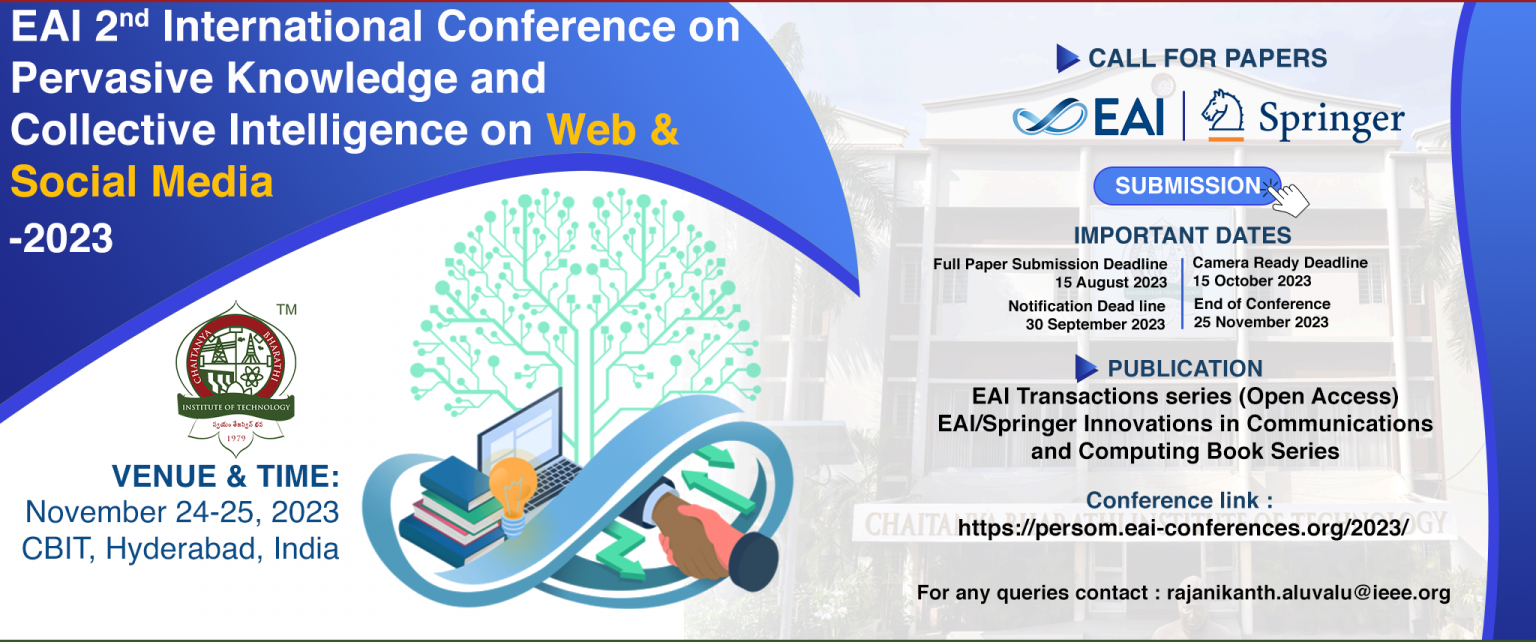 EAI 2nd International Conference on
Pervasive Knowledge and
Collective Intelligence on Web &
Social Media
-2023
TM
CHAITANYA BHARATHI
INSTITUTE OF TECHNOLOGY
స్వయం తేజస్విన్ భవ
1979
VENUE & TIME:
November 24-25, 2023
CBIT, Hyderabad, India
CALL FOR PAPERS
EAI
Springer
SUBMISSION
IMPORTANT DATES
Full Paper Submission Deadline
15 August 2023
Notification Dead line
30 September 2023
Camera Ready Deadline
15 October 2023
End of Conference
25 November 2023
PUBLICATION
EAI Transactions series (Open Access)
EAI/Springer Innovations in Communications
and Computing Book Series
Conference link :
CHAITANYA BHARATHI INSTITUTE OF TECHNOLOGY
https://persom.eai-conferences.org/2023/
For any queries contact : rajanikanth.aluvalu@ieee.org